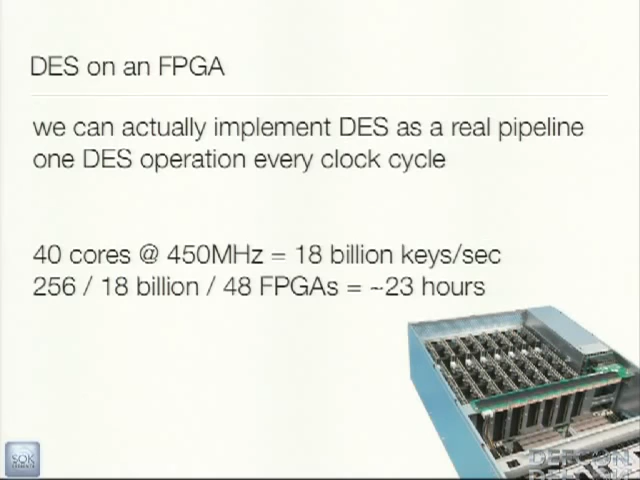 DES on an FPGA
we can actually implement DES as a real pipeline
one DES operation every clock cycle
40 cores @ 450MHz = 18 billion keys/sec
256 / 18 billion / 48 FPGAs = ~23 hours
DEFCON